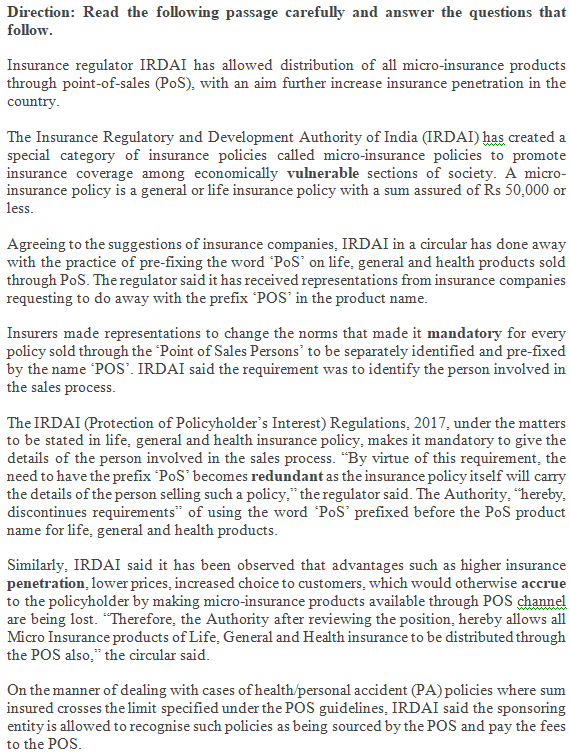 Direction: Read the following passage carefully and answer the questions that
follow.
Insurance regulator IRDAI has allowed distribution of all micro-insurance products
through point-of-sales (PoS), with an aim further increase insurance penetration in the
country.
The Insurance Regulatory and Development Authority of India (IRDAI) has created a
special category of insurance policies called micro-insurance policies to promote
insurance coverage among economically vulnerable sections of society. A micro-
insurance policy is a general or life insurance policy with a sum assured of Rs 50,000 or
less.
Agreeing to the suggestions of insurance companies, IRDAI in a circular has done away
with the practice of pre-fixing the word ‘PoS’ on life, general and health products sold
through PoS. The regulator said it has received representations from insurance companies
requesting to do away with the prefix ‘POS’ in the product name.
Insurers made representations to change the norms that made it mandatory for every
policy sold through the ‘Point of Sales Persons’ to be separately identified and pre-fixed
by the name ‘POS’. IRDAI said the requirement was to identify the person involved in
the sales process.
The IRDAI (Protection of Policyholder’s Interest) Regulations, 2017, under the matters
to be stated in life, general and health insurance policy, makes it mandatory to give the
details of the person involved in the sales process. “By virtue of this requirement, the
need to have the prefix ‘PoS’ becomes redundant as the insurance policy itself will carry
the details of the person selling such a policy,” the regulator said. The Authority, “hereby,
discontinues requirements” of using the word ‘PoS’ prefixed before the PoS product
name for life, general and health products.
Similarly, IRDAI said it has been observed that advantages such as higher insurance
penetration, lower prices, increased choice to customers, which would otherwise accrue
to the policyholder by making micro-insurance products available through POS channel
are being lost. “Therefore, the Authority after reviewing the position, hereby allows all
Micro Insurance products of Life, General and Health insurance to be distributed through
the POS also,” the circular said.
On the manner of dealing with cases of health/personal accident (PA) policies where sum
insured crosses the limit specified under the POS guidelines, IRDAI said the sponsoring
entity is allowed to recognise such policies as being sourced by the POS and pay the fees
to the POS.